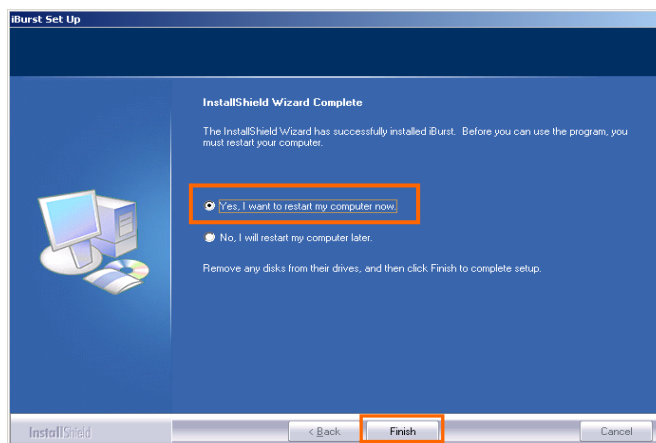 iBurst Set Up
InstallShield Wizard Complete
The InstallShield Wizard has successfully installed iBurst.  Before you can use the program, you
must restart your computer.
Yes, I want to restart my computer now.
No, I will restart my computer later.
Remove any disks from their drives, and then click Finish to complete setup.
InstallShield
< Back
Finish
Cancel